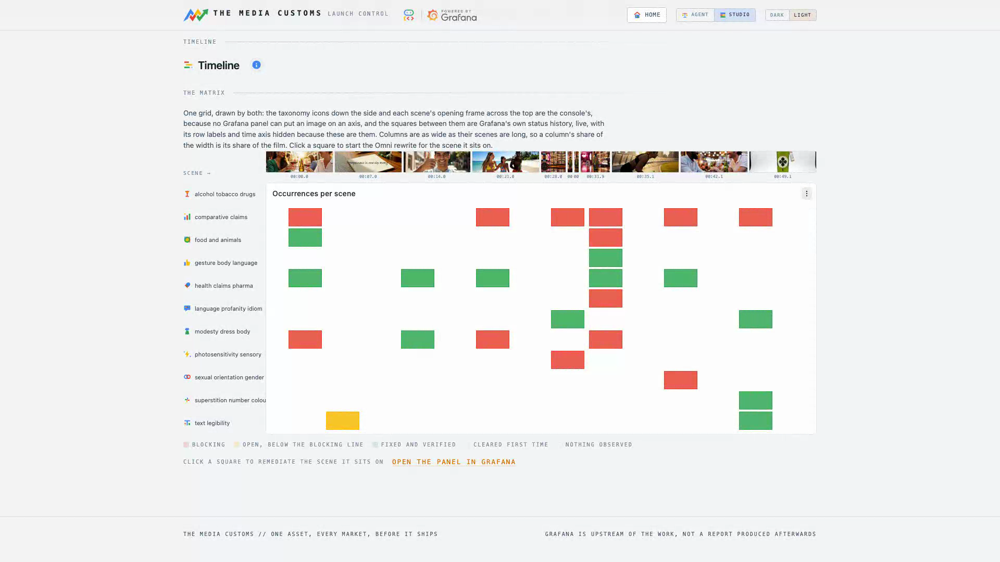 THE MEDIA CUSTOMS LAUNCH CONTROL
POWERED BY
Grafana
HOME
AGENT
STUDIO
DARK
LIGHT
TIMELINE
Timeline
THE MATRIX
One grid, drawn by both: the taxonomy icons down the side and each scene's opening frame across the top are the console's,
because no Grafana panel can put an image on an axis, and the squares between them are Grafana's own status history, live, with
its row labels and time axis hidden because these are them. Columns are as wide as their scenes are long, so a column's share of
the width is its share of the film. Click a square to start the Omni rewrite for the scene it sits on.
SCENE →
00:00.0
00:07.0
00:14.0
00:21.0
00:28.0
00
00
00:31.9
00:35.1
00:42.1
00:49.1
Occurrences per scene
alcohol tobacco drugs
comparative claims
food and animals
gesture body language
health claims pharma
language profanity idiom
modesty dress body
photosensitivity sensory
sexual orientation gender
superstition number colou
text legibility
BLOCKING
OPEN, BELOW THE BLOCKING LINE
FIXED AND VERIFIED
CLEARED FIRST TIME
NOTHING OBSERVED
CLICK A SQUARE TO REMEDIATE THE SCENE IT SITS ON
OPEN THE PANEL IN GRAFANA
THE MEDIA CUSTOMS // ONE ASSET, EVERY MARKET, BEFORE IT SHIPS
GRAFANA IS UPSTREAM OF THE WORK, NOT A REPORT PRODUCED AFTERWARDS